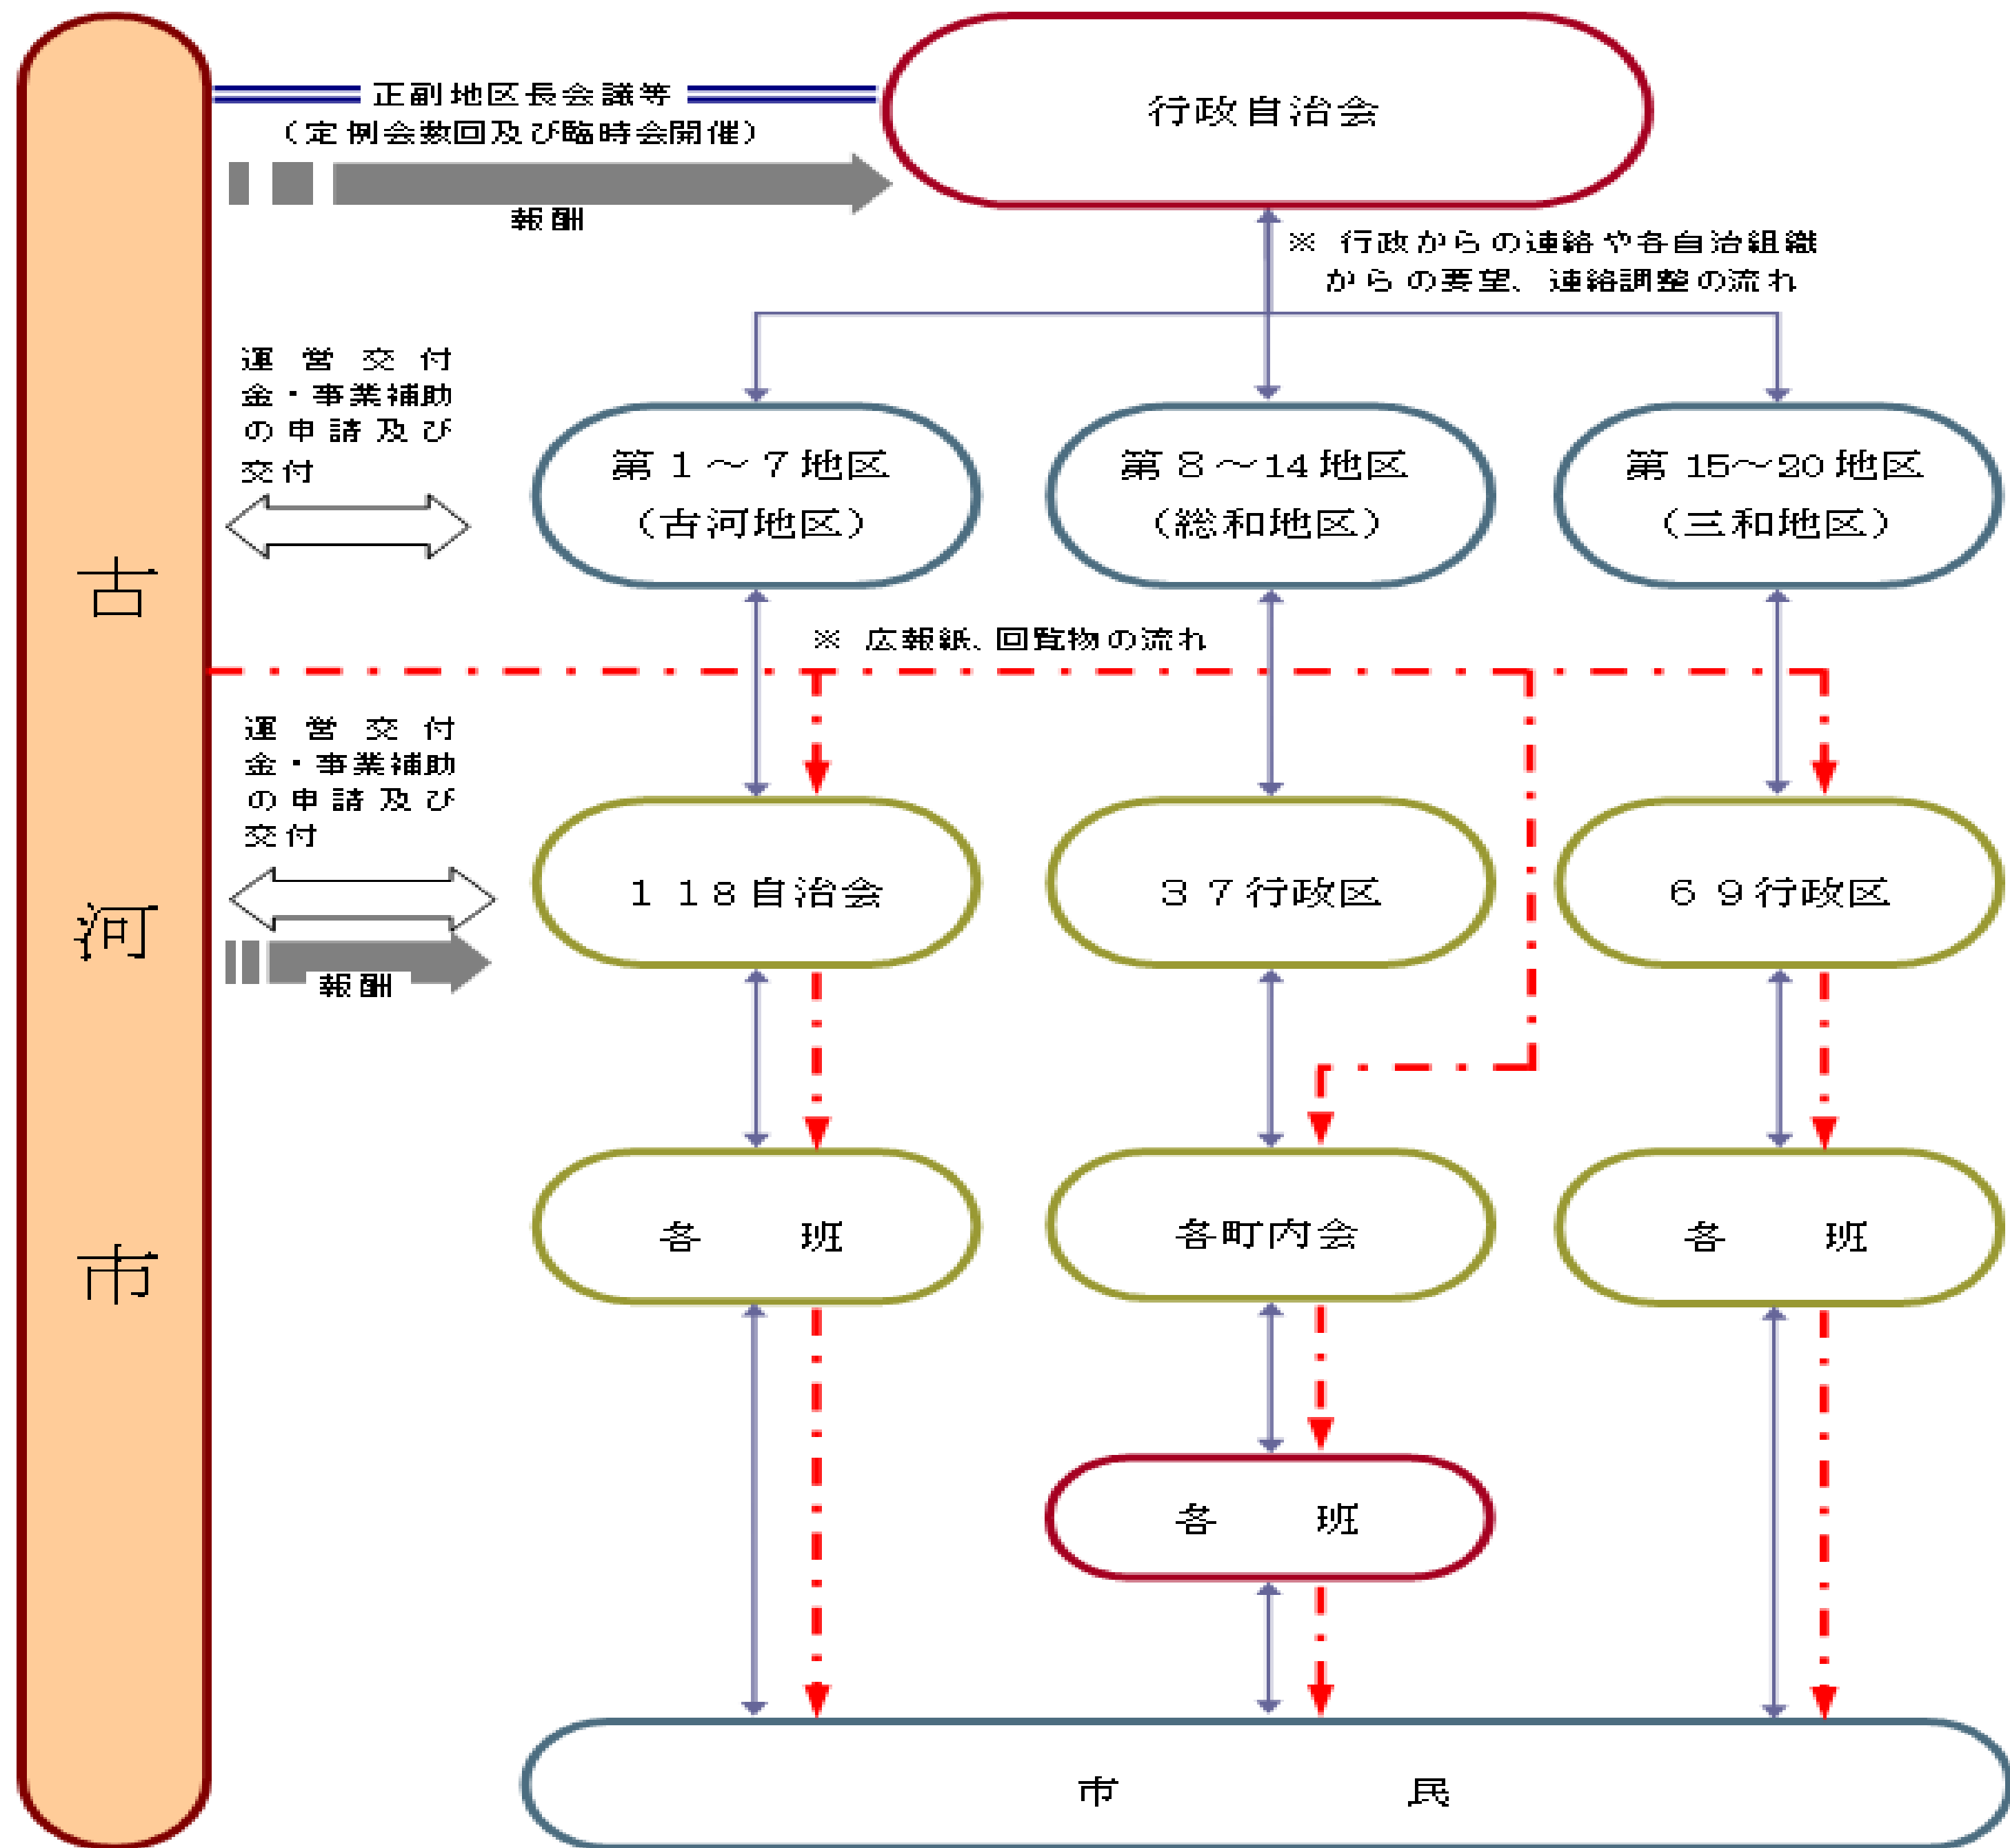 古河市
正副地区長会議等
（定例会数回及び臨時会開催）
報酬
行政自治会
※ 行政からの連絡や各自治組織
からの要望、連絡調整の流れ
運営交付
金・事業補助
の申請及び
交付
第１～７地区
（古河地区）
第８～14地区
（総和地区）
第15～20地区
（三和地区）
※ 広報紙、回覧物の流れ
運営交付
金・事業補助
の申請及び
交付
報酬
１１８自治会
３７行政区
６９行政区
各　班
各町内会
各　班
各　班
市　民